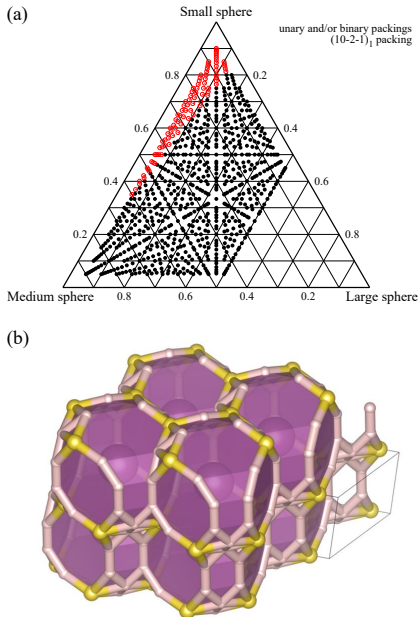 (a)
Small sphere
unary and/or binary packings
(10-2-1)₁ packing
0.8 0.2
0.6 0.4
0.4 0.6
0.2 0.8
Medium sphere 0.8 0.6 0.4 0.2 Large sphere
(b)